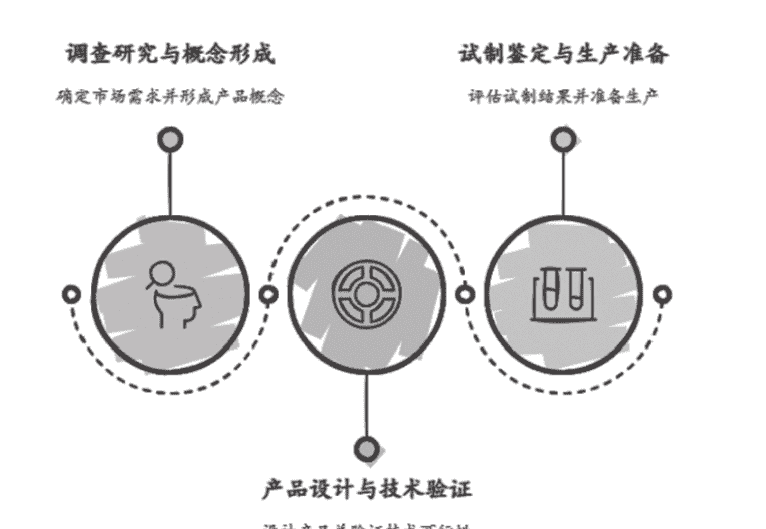 调查研究与概念形成
确定市场需求并形成产品概念
试制鉴定与生产准备
评估试制结果并准备生产
产品设计与技术验证